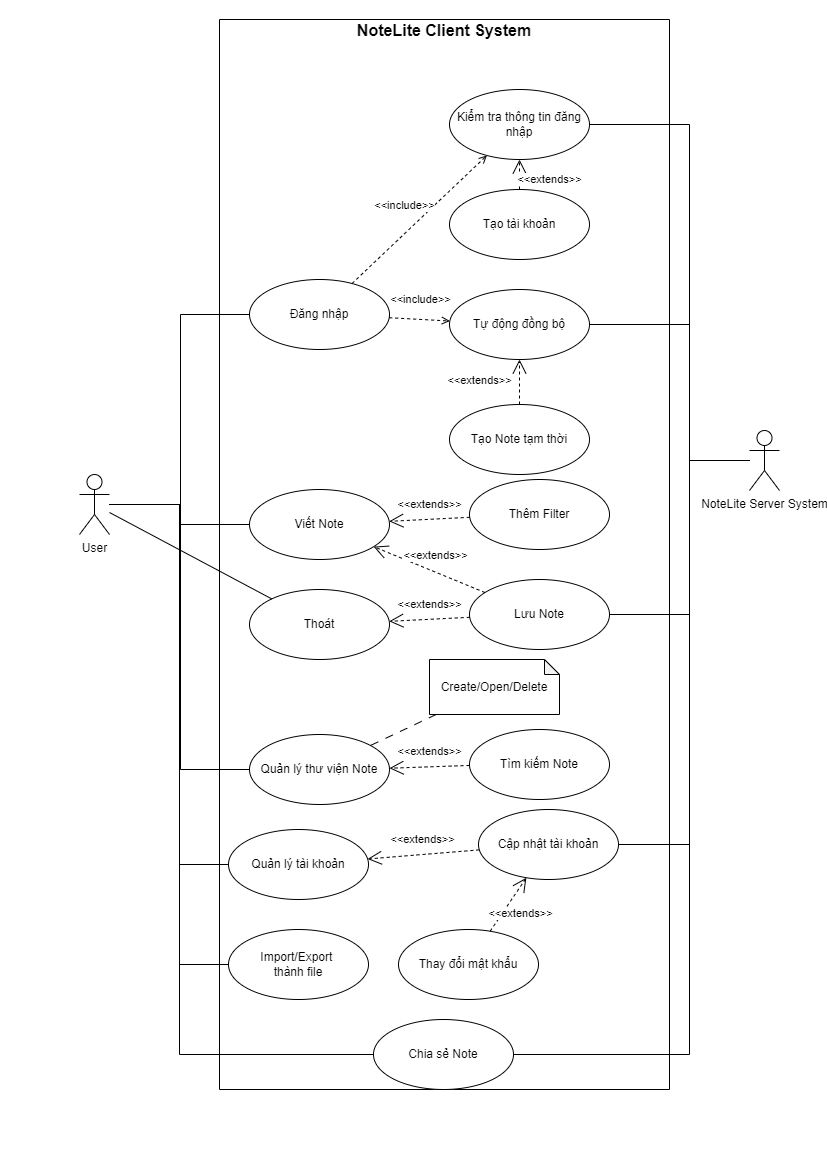 NoteLite Client System
Kiểm tra thông tin đăng
nhập
<<extends>>
<<include>>
Tạo tài khoản
<<include>>
Đăng nhập
Tự động đồng bộ
<<extends>>
Tạo Note tạm thời
NoteLite Server System
User
<<extends>>
Viết Note
Thêm Filter
<<extends>>
<<extends>>
Thoát
Lưu Note
Create/Open/Delete
<<extends>>
Quản lý thư viện Note
Tìm kiếm Note
<<extends>>
Cập nhật tài khoản
Quản lý tài khoản
<<extends>>
Import/Export
thành file
Thay đổi mật khẩu
Chia sẻ Note